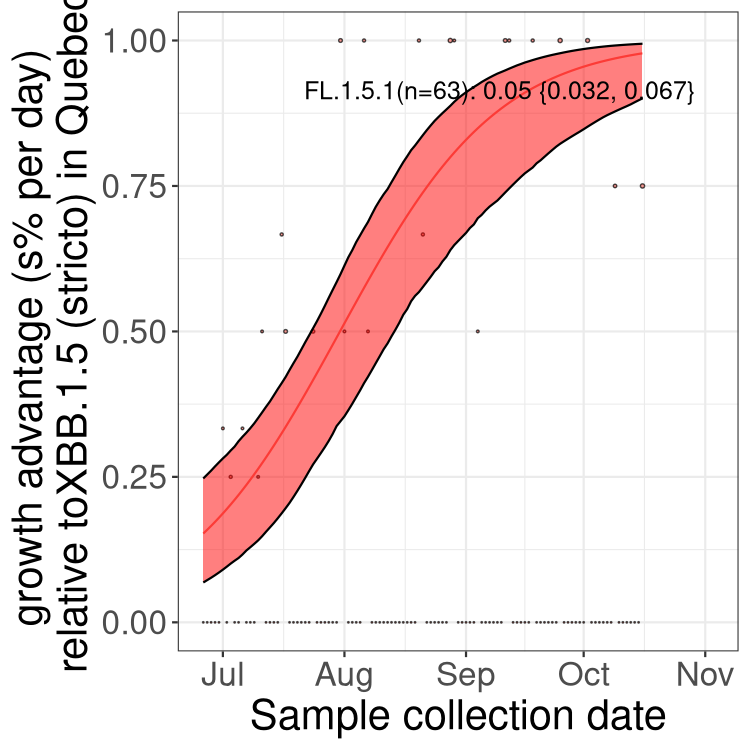 growth advantage (s% per day)
relative toXBB.1.5 (stricto) in Quebec
1.00
0.75
0.50
0.25
0.00
FL.1.5.1(n=63): 0.05 {0.032, 0.067}
Jul Aug Sep Oct Nov
Sample collection date